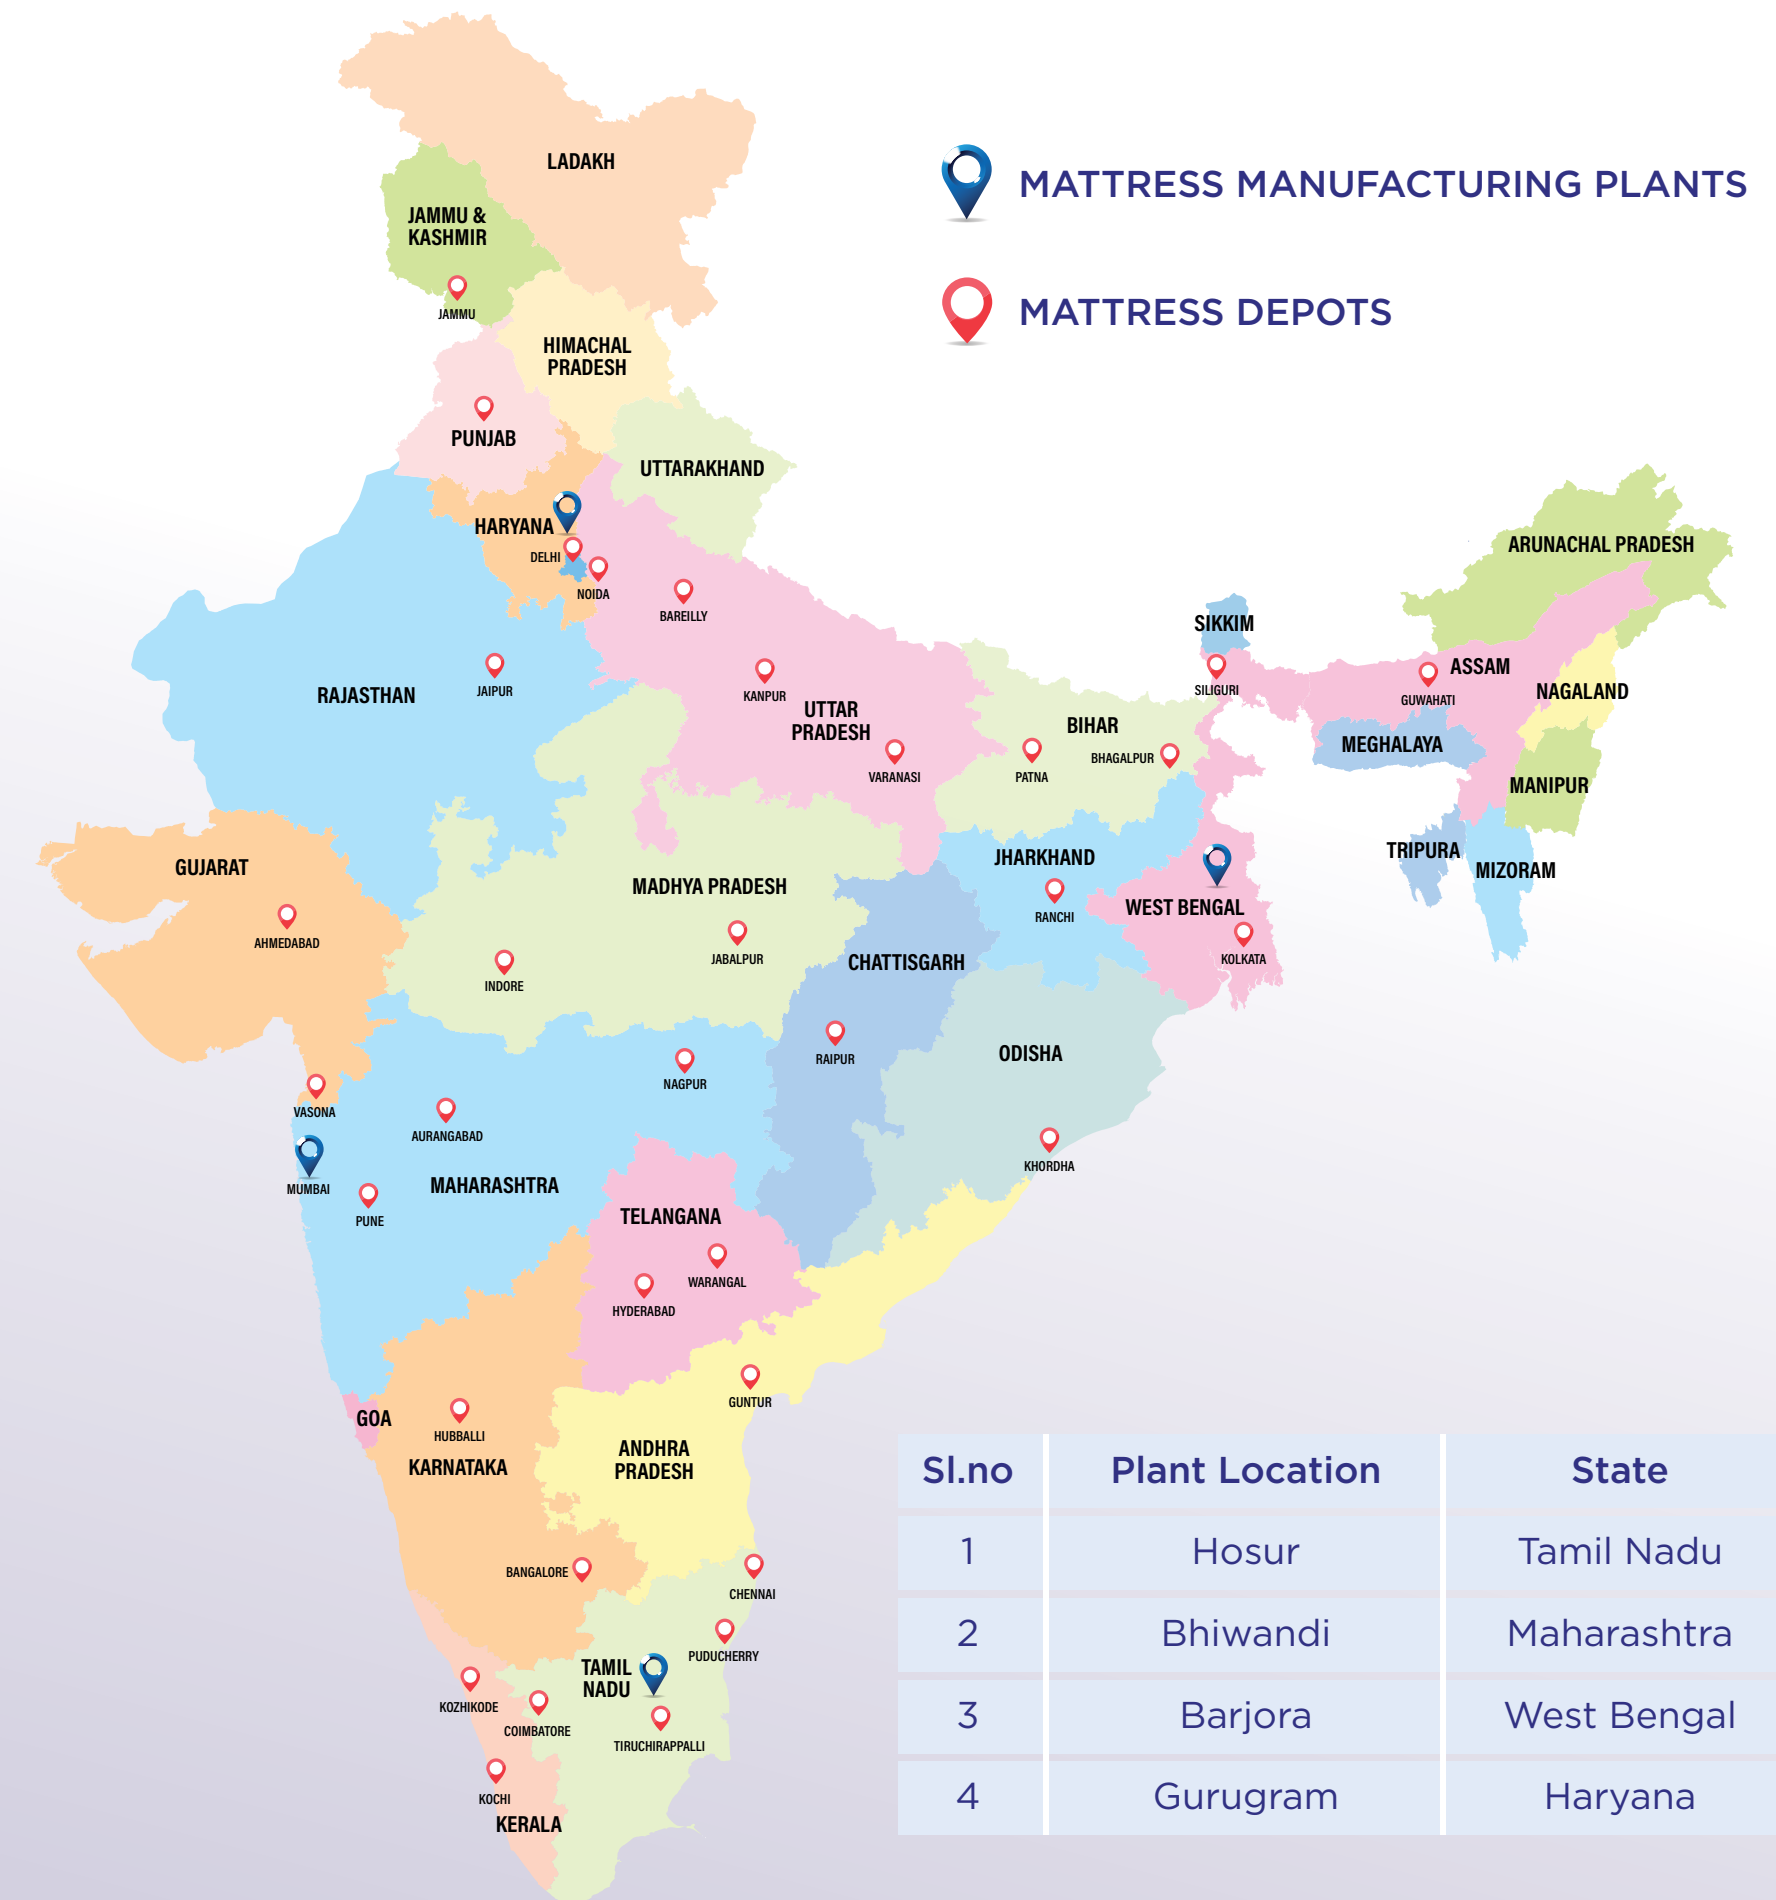 LADAKH
MATTRESS MANUFACTURING PLANTS
JAMMU &
KASHMIR
JAMMU
MATTRESS DEPOTS
HIMACHAL
PRADESH
PUNJAB
UTTARAKHAND
HARYANA
DELHI
NOIDA
BAREILLY
ARUNACHAL PRADESH
SIKKIM
SILIGURI
ASSAM
GUWAHATI
NAGALAND
RAJASTHAN
JAIPUR
KANPUR
UTTAR
PRADESH
VARANASI
BIHAR
PATNA
BHAGALPUR
MEGHALAYA
MANIPUR
TRIPURA
MIZORAM
GUJARAT
AHMEDABAD
MADHYA PRADESH
INDORE
JABALPUR
JHARKHAND
RANCHI
WEST BENGAL
KOLKATA
CHATTISGARH
RAIPUR
ODISHA
KHORDHA
NAGPUR
VASONA
AURANGABAD
MUMBAI
MAHARASHTRA
PUNE
TELANGANA
WARANGAL
HYDERABAD
GUNTUR
GOA
HUBBALLI
KARNATAKA
ANDHRA
PRADESH
BANGALORE
CHENNAI
PUDUCHERRY
TAMIL
NADU
KOZHIKODE
COIMBATORE
TIRUCHIRAPPALLI
KOCHI
KERALA
Sl.no Plant Location State
1 Hosur Tamil Nadu
2 Bhiwandi Maharashtra
3 Barjora West Bengal
4 Gurugram Haryana